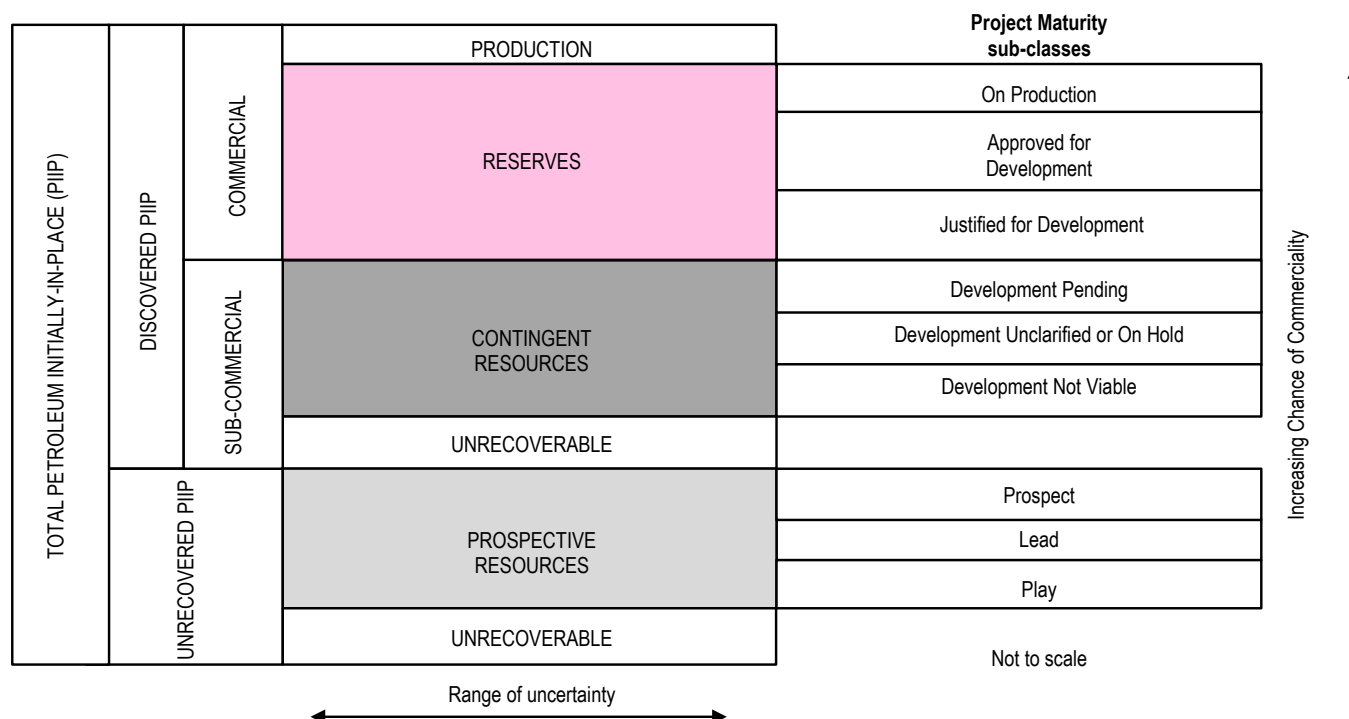 Project Maturity
sub-classes
TOTAL PETROLEUM INITIALLY-IN-PLACE (PIIP)
DISCOVERED PIIP
COMMERCIAL
PRODUCTION
RESERVES
On Production
Approved for
Development
Justified for Development
SUB-COMMERCIAL
CONTINGENT
RESOURCES
Development Pending
Development Unclarified or On Hold
Development Not Viable
UNRECOVERABLE
UNRECOVERED PIIP
PROSPECTIVE
RESOURCES
Prospect
Lead
Play
UNRECOVERABLE
Increasing Chance of Commerciality
Not to scale
Range of uncertainty